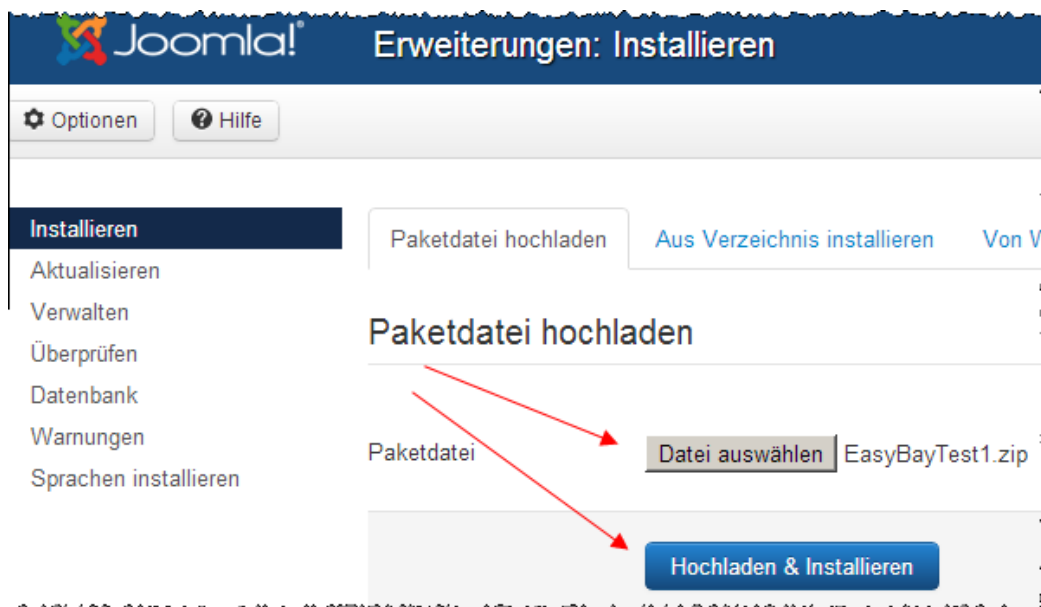 Joomla!
Erweiterungen: Installieren
Optionen
Hilfe
Installieren
Aktualisieren
Verwalten
Überprüfen
Datenbank
Warnungen
Sprachen installieren
Paketdatei hochladen
Aus Verzeichnis installieren
Von
Paketdatei hochladen
Paketdatei
Datei auswählen
EasyBayTest1.zip
Hochladen & Installieren